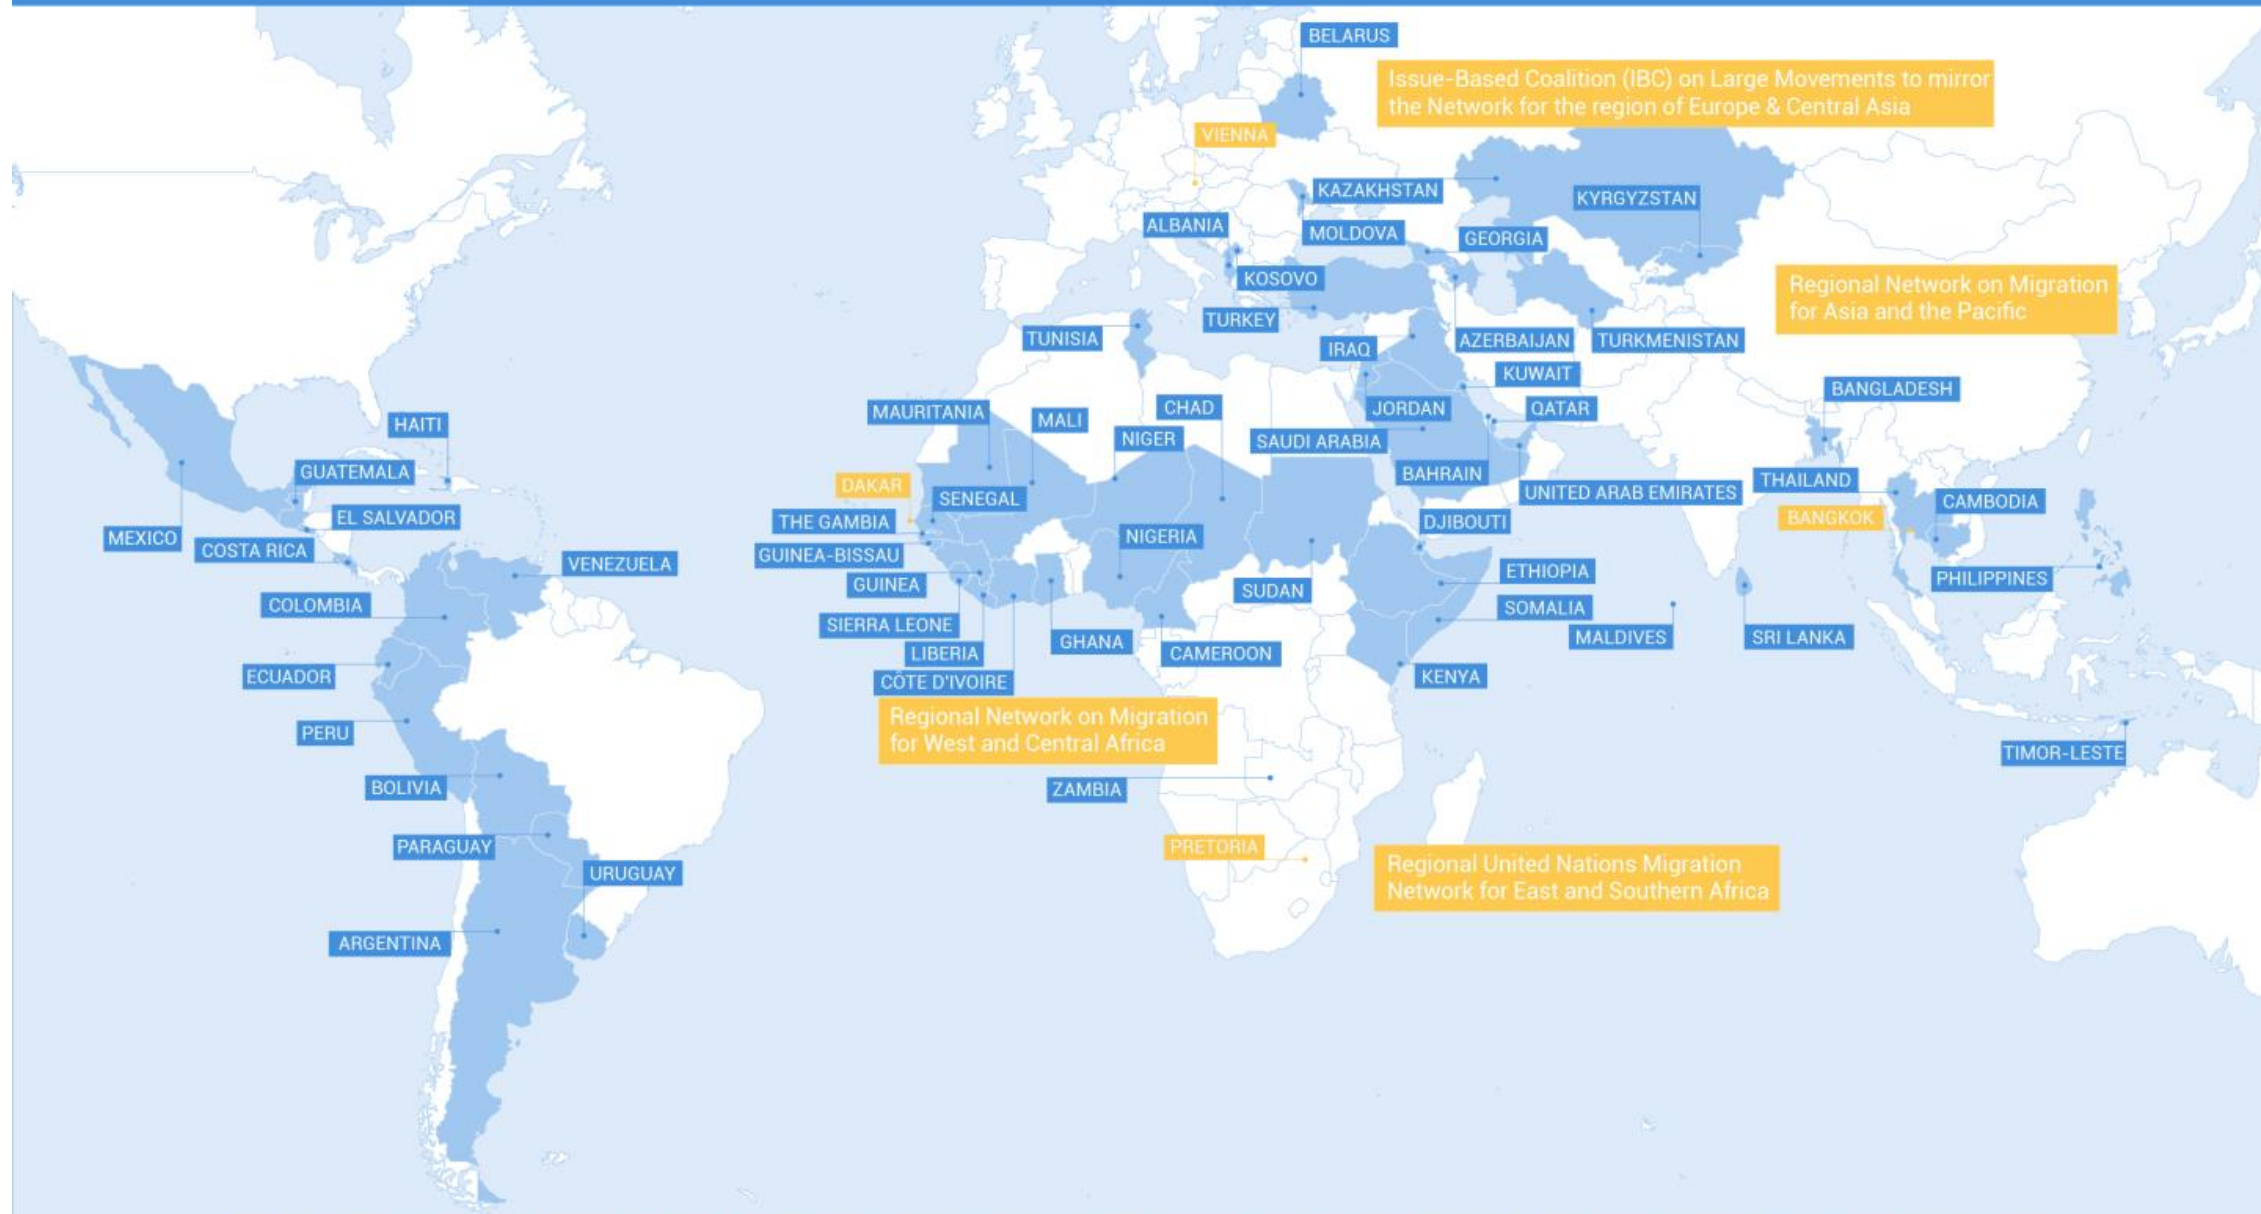 BELARUS
Issue-Based Coalition (IBC) on Large Movements to mirror
the Network for the region of Europe & Central Asia
VIENNA
KAZAKHSTAN
KYRGYZSTAN
ALBANIA
MOLDOVA
GEORGIA
KOSOVO
Regional Network on Migration
for Asia and the Pacific
TURKEY
TUNISIA
IRAQ
AZERBAIJAN
TURKMENISTAN
KUWAIT
BANGLADESH
MAURITANIA
MALI
CHAD
JORDAN
QATAR
HAITI
NIGER
SAUDI ARABIA
GUATEMALA
BAHRAIN
THAILAND
DAKAR
SENEGAL
UNITED ARAB EMIRATES
CAMBODIA
EL SALVADOR
THE GAMBIA
DJIBOUTI
BANGKOK
MEXICO
COSTA RICA
NIGERIA
GUINEA-BISSAU
VENEZUELA
GUINEA
SUDAN
ETHIOPIA
PHILIPPINES
COLOMBIA
SOMALIA
SIERRA LEONE
GHANA
MALDIVES
SRI LANKA
LIBERIA
CAMEROON
ECUADOR
CÔTE D'IVOIRE
KENYA
Regional Network on Migration
for West and Central Africa
PERU
TIMOR-LESTE
BOLIVIA
ZAMBIA
PARAGUAY
PRETORIA
URUGUAY
Regional United Nations Migration
Network for East and Southern Africa
ARGENTINA